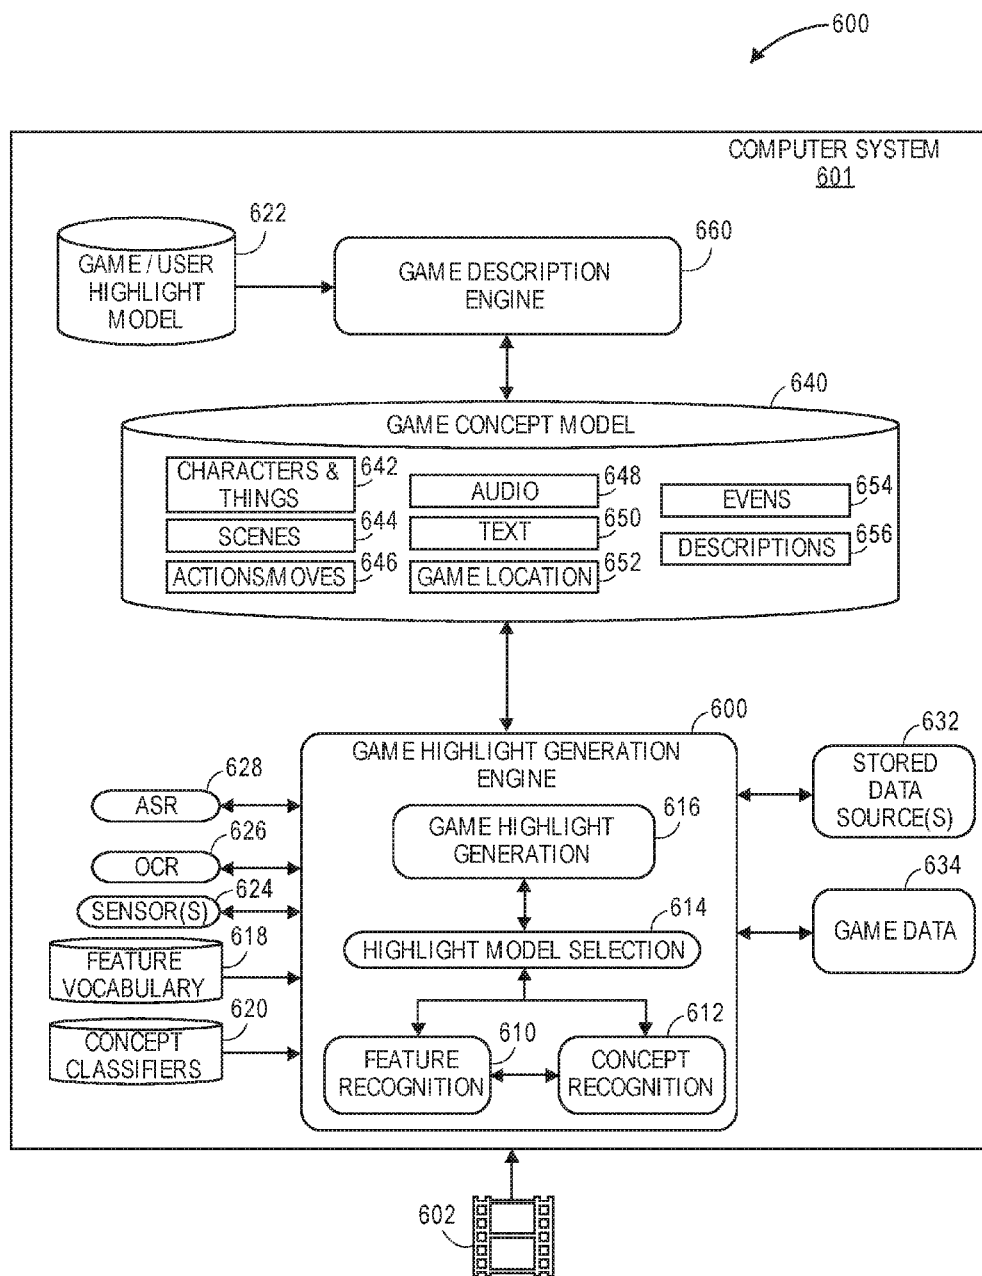 600
COMPUTER SYSTEM
601
622
GAME / USER
HIGHLIGHT
MODEL
660
GAME DESCRIPTION
ENGINE
640
GAME CONCEPT MODEL
CHARACTERS &
THINGS
642
SCENES
644
ACTIONS/MOVES
646
AUDIO
648
TEXT
650
GAME LOCATION
652
EVENS
654
DESCRIPTIONS
656
600
GAME HIGHLIGHT GENERATION
ENGINE
628
ASR
626
OCR
624
SENSOR(S)
618
FEATURE
VOCABULARY
620
CONCEPT
CLASSIFIERS
GAME HIGHLIGHT
GENERATION
616
614
HIGHLIGHT MODEL SELECTION
610
FEATURE
RECOGNITION
612
CONCEPT
RECOGNITION
632
STORED
DATA
SOURCE(S)
634
GAME DATA
602